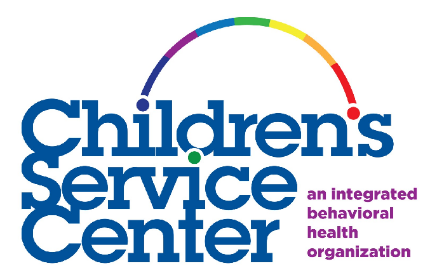 Children's
Service
Center
an integrated
behavioral
health
organization